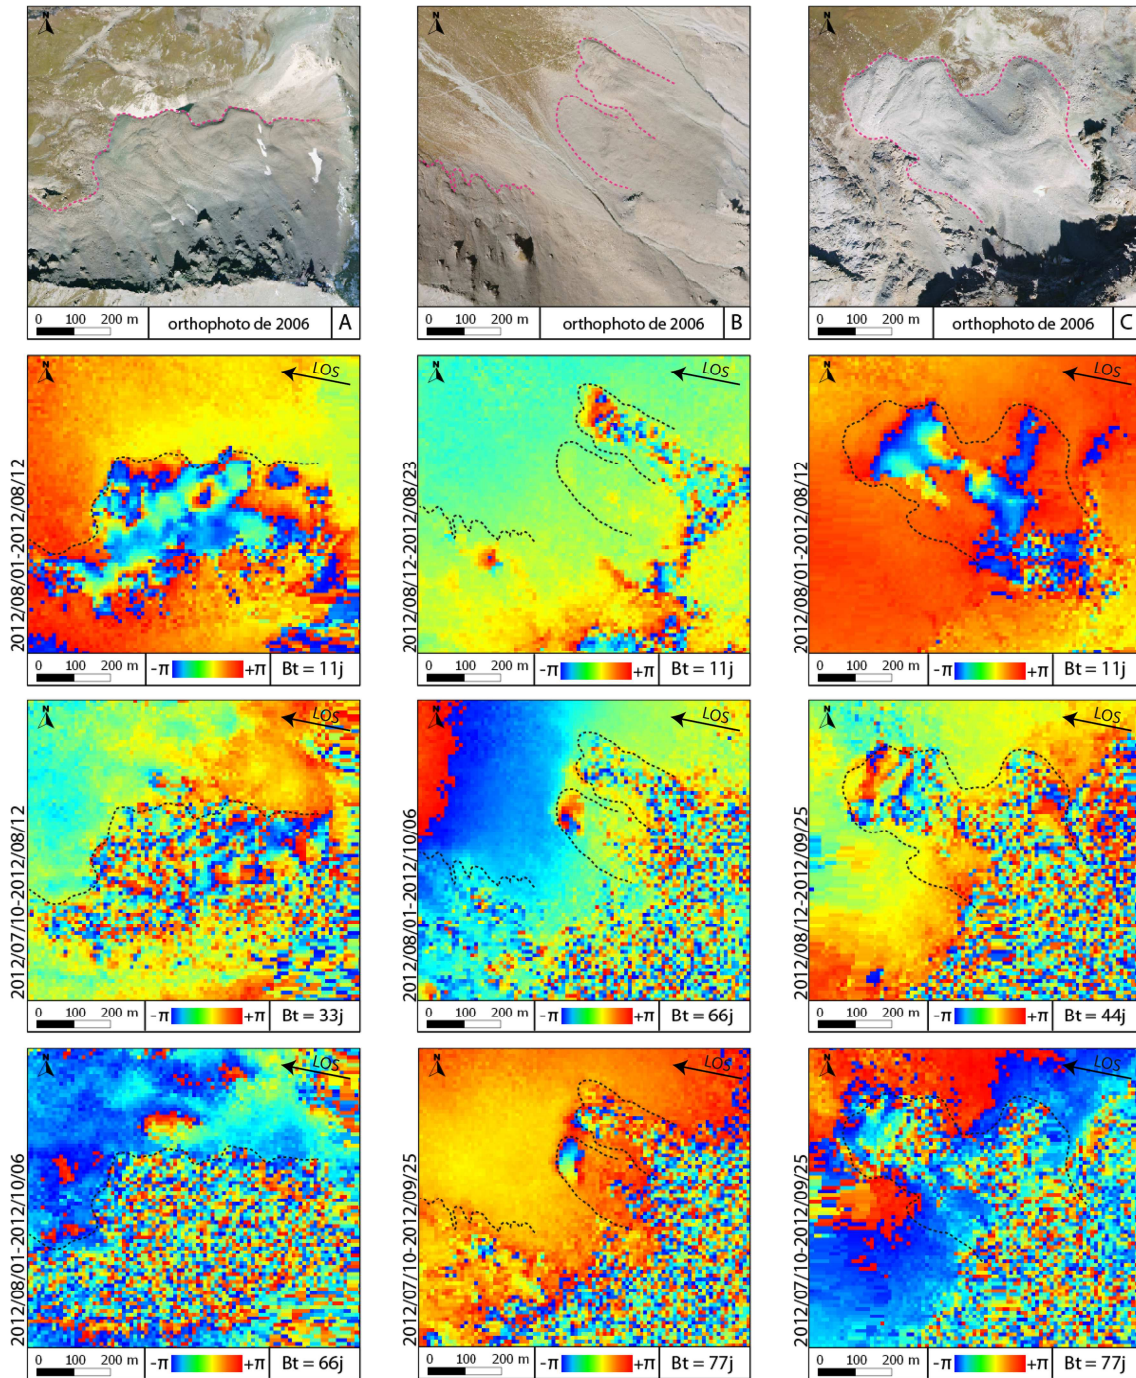 N
N
N
0 100 200 m orthophoto de 2006 A
0 100 200 m orthophoto de 2006 B
0 100 200 m orthophoto de 2006 C
2012/08/01-2012/08/12
N
LOS
0 100 200 m -π +π Bt = 11j
2012/08/12-2012/08/23
N
LOS
0 100 200 m -π +π Bt = 11j
2012/08/01-2012/08/12
N
LOS
0 100 200 m -π +π Bt = 11j
2012/07/10-2012/08/12
N
LOS
0 100 200 m -π +π Bt = 33j
2012/08/01-2012/10/06
N
LOS
0 100 200 m -π +π Bt = 66j
2012/08/12-2012/09/25
N
LOS
0 100 200 m -π +π Bt = 44j
2012/08/01-2012/10/06
N
LOS
0 100 200 m -π +π Bt = 66j
2012/07/10-2012/09/25
N
LOS
0 100 200 m -π +π Bt = 77j
2012/07/10-2012/09/25
N
LOS
0 100 200 m -π +π Bt = 77j